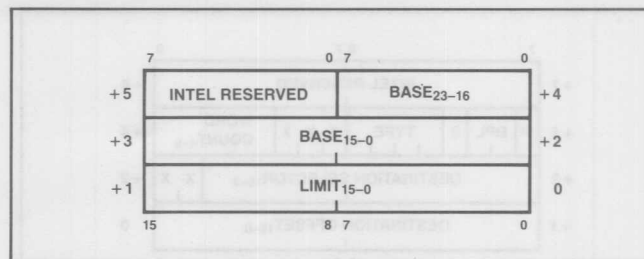 7 0 7 0
+5 INTEL RESERVED BASE23–16 +4
+3 BASE15–0 +2
+1 LIMIT15–0 0
15 8 7 0